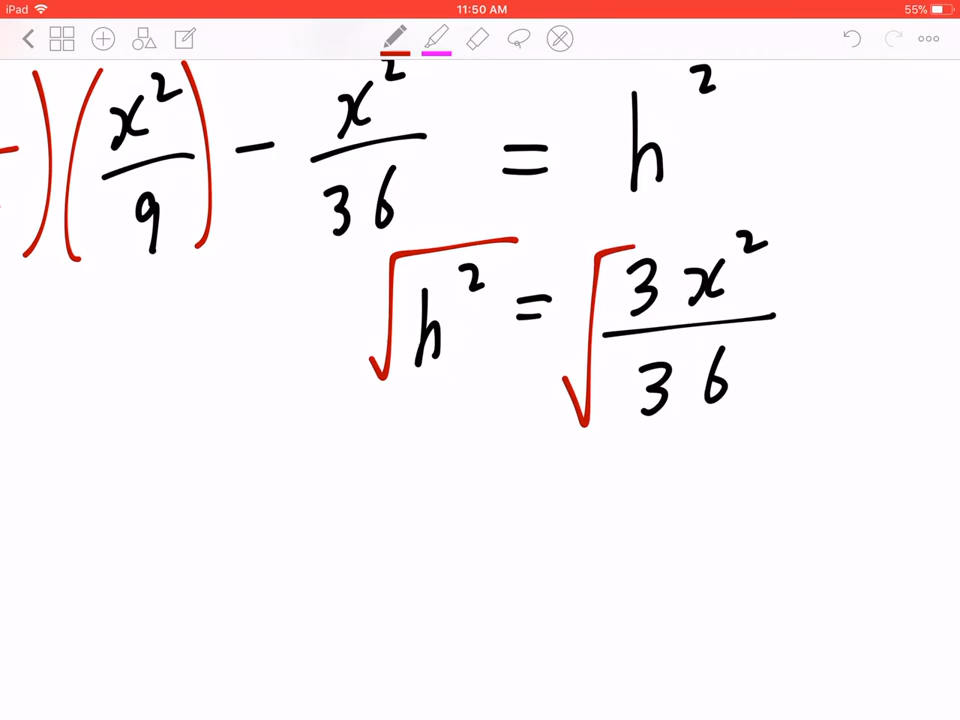 iPad 11:50 AM 55%
) (x²/9) - x²/36 = h²
√h² = √3x²/36